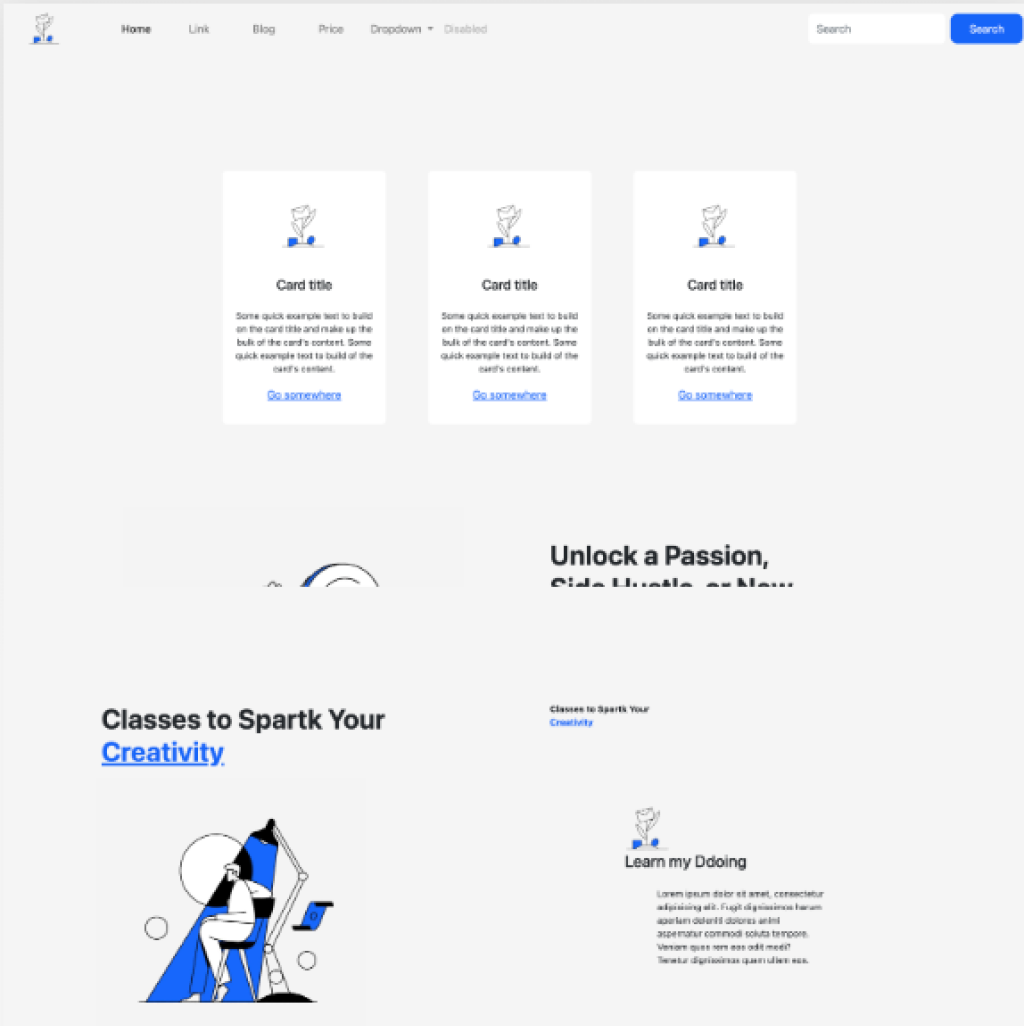 Home Link Blog Price Dropdown Disabled Search Search
Card title
Some quick example text to build
on the card title and make up the
bulk of the card's content. Some
quick example text to build of the
card's content.
Go somewhere
Card title
Some quick example text to build
on the card title and make up the
bulk of the card's content. Some
quick example text to build of the
card's content.
Go somewhere
Card title
Some quick example text to build
on the card title and make up the
bulk of the card's content. Some
quick example text to build of the
card's content.
Go somewhere
Unlock a Passion,
Side Hustle, or New
Classes to Spartk Your
Creativity
Classes to Spartk Your
Creativity
Learn my Ddoing
Lorem ipsum dolor sit amet, consectetur
adipisicing elit. Fugit dignissimos harum
aperiam deleniti dolores animi
aspernatur commodi soluta tempore.
Veniam quos rem eos odit modi?
Tenetur dignissimos quam ullam eos.